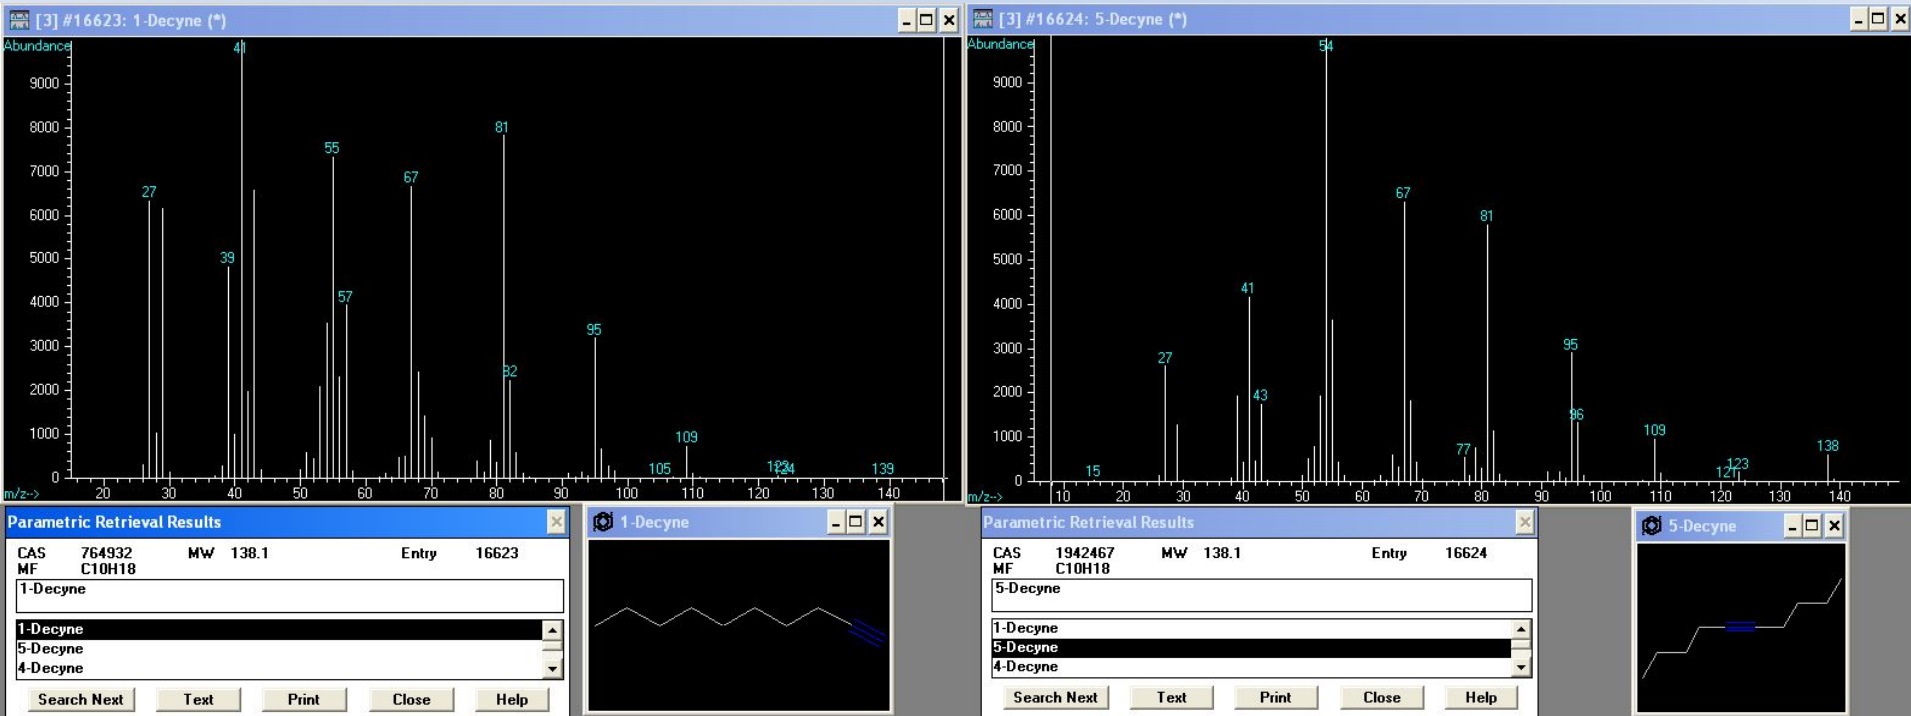 [3] #16623: 1-Decyne (*)
Abundance
9000
8000
7000
6000
5000
4000
3000
2000
1000
0
m/z-->
20 30 40 50 60 70 80 90 100 110 120 130 140
27
39
41
55
57
67
81
82
95
105
109
124
139
Parametric Retrieval Results
CAS 764932 MW 138.1 Entry 16623
MF C10H18
1-Decyne
1-Decyne
5-Decyne
4-Decyne
Search Next Text Print Close Help
1-Decyne
[3] #16624: 5-Decyne (*)
Abundance
9000
8000
7000
6000
5000
4000
3000
2000
1000
0
m/z-->
10 20 30 40 50 60 70 80 90 100 110 120 130 140
15
27
41
43
54
67
77
81
95
96
109
121
123
138
Parametric Retrieval Results
CAS 1942467 MW 138.1 Entry 16624
MF C10H18
5-Decyne
1-Decyne
5-Decyne
4-Decyne
Search Next Text Print Close Help
5-Decyne